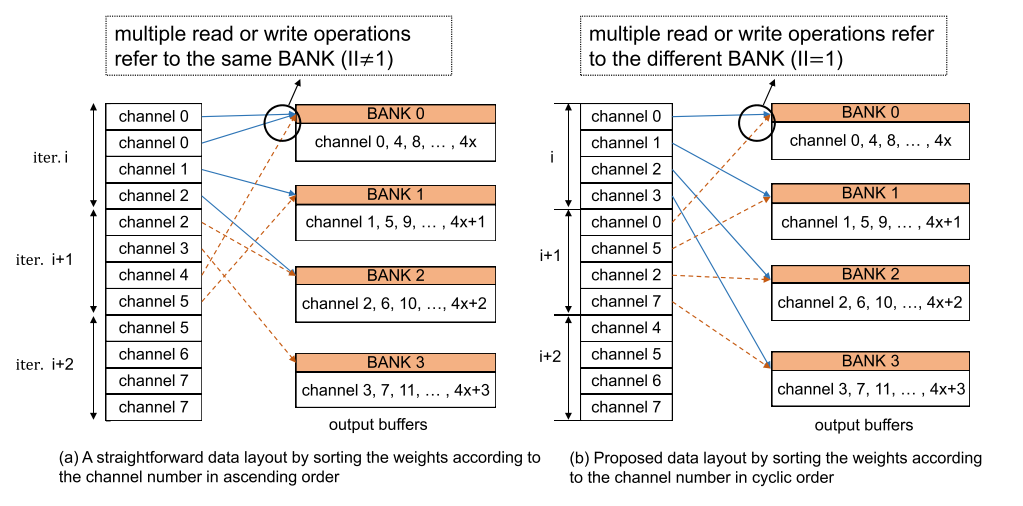 multiple read or write operations
refer to the same BANK (II≠1)
channel 0
channel 0
channel 1
channel 2
channel 2
channel 3
channel 4
channel 5
channel 5
channel 6
channel 7
channel 7
iter. i
iter. i+1
iter. i+2
BANK 0
channel 0, 4, 8, … , 4x
BANK 1
channel 1, 5, 9, … , 4x+1
BANK 2
channel 2, 6, 10, …, 4x+2
BANK 3
channel 3, 7, 11, … , 4x+3
output buffers
(a) A straightforward data layout by sorting the weights according to
the channel number in ascending order
multiple read or write operations refer
to the different BANK (II=1)
channel 0
channel 1
channel 2
channel 3
channel 0
channel 5
channel 2
channel 7
channel 4
channel 5
channel 6
channel 7
i
i+1
i+2
BANK 0
channel 0, 4, 8, … , 4x
BANK 1
channel 1, 5, 9, … , 4x+1
BANK 2
channel 2, 6, 10, …, 4x+2
BANK 3
channel 3, 7, 11, … , 4x+3
output buffers
(b) Proposed data layout by sorting the weights according
to the channel number in cyclic order